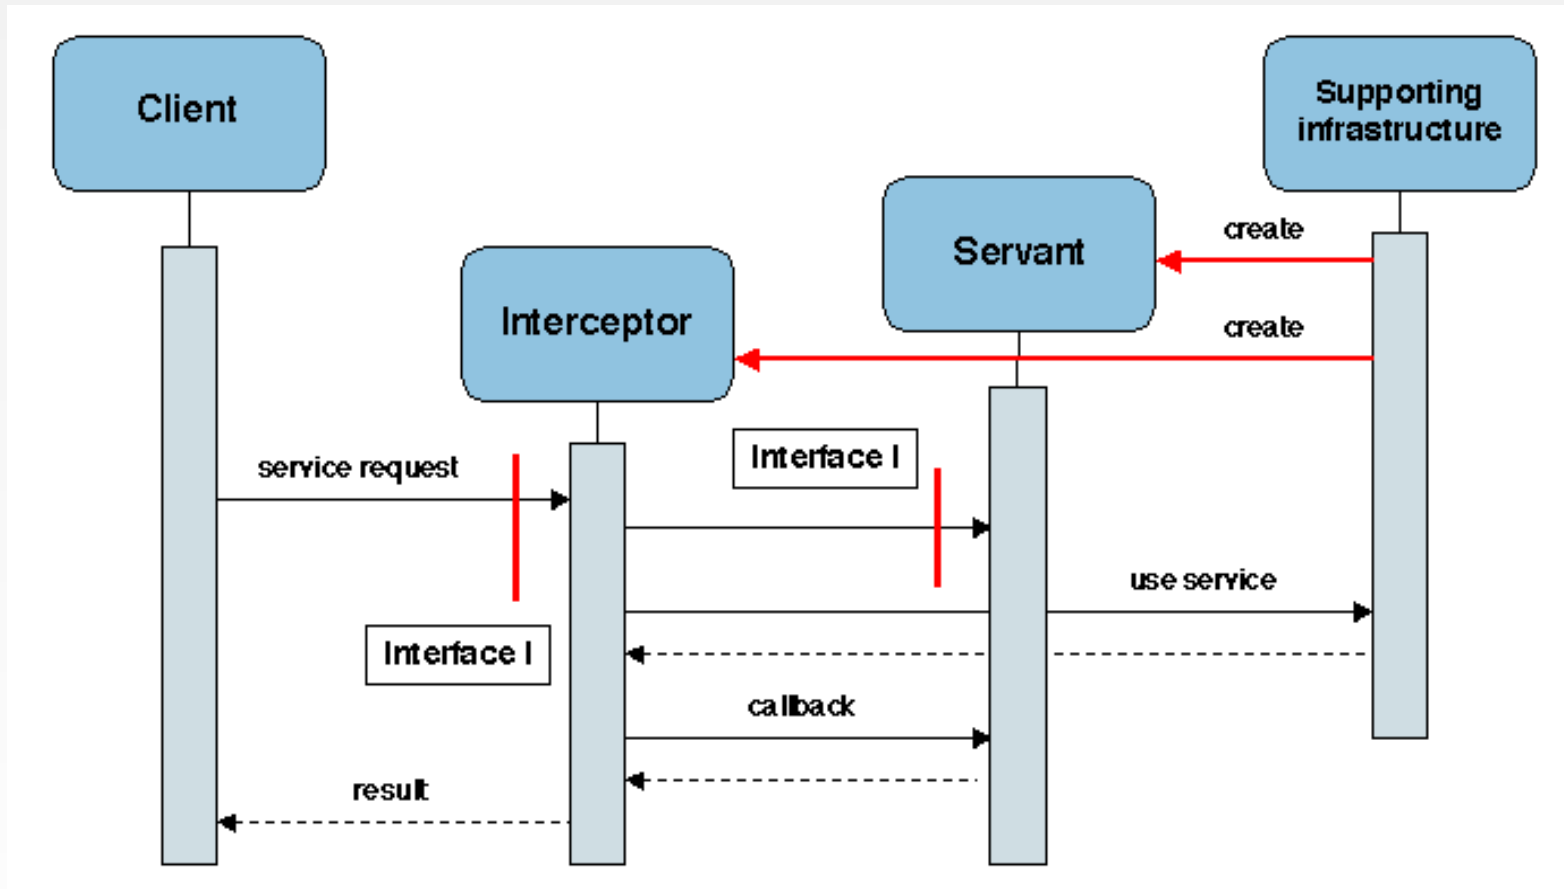 Client
Supporting
infrastructure
Servant
create
Interceptor
create
service request
Interface I
use service
Interface I
callback
result